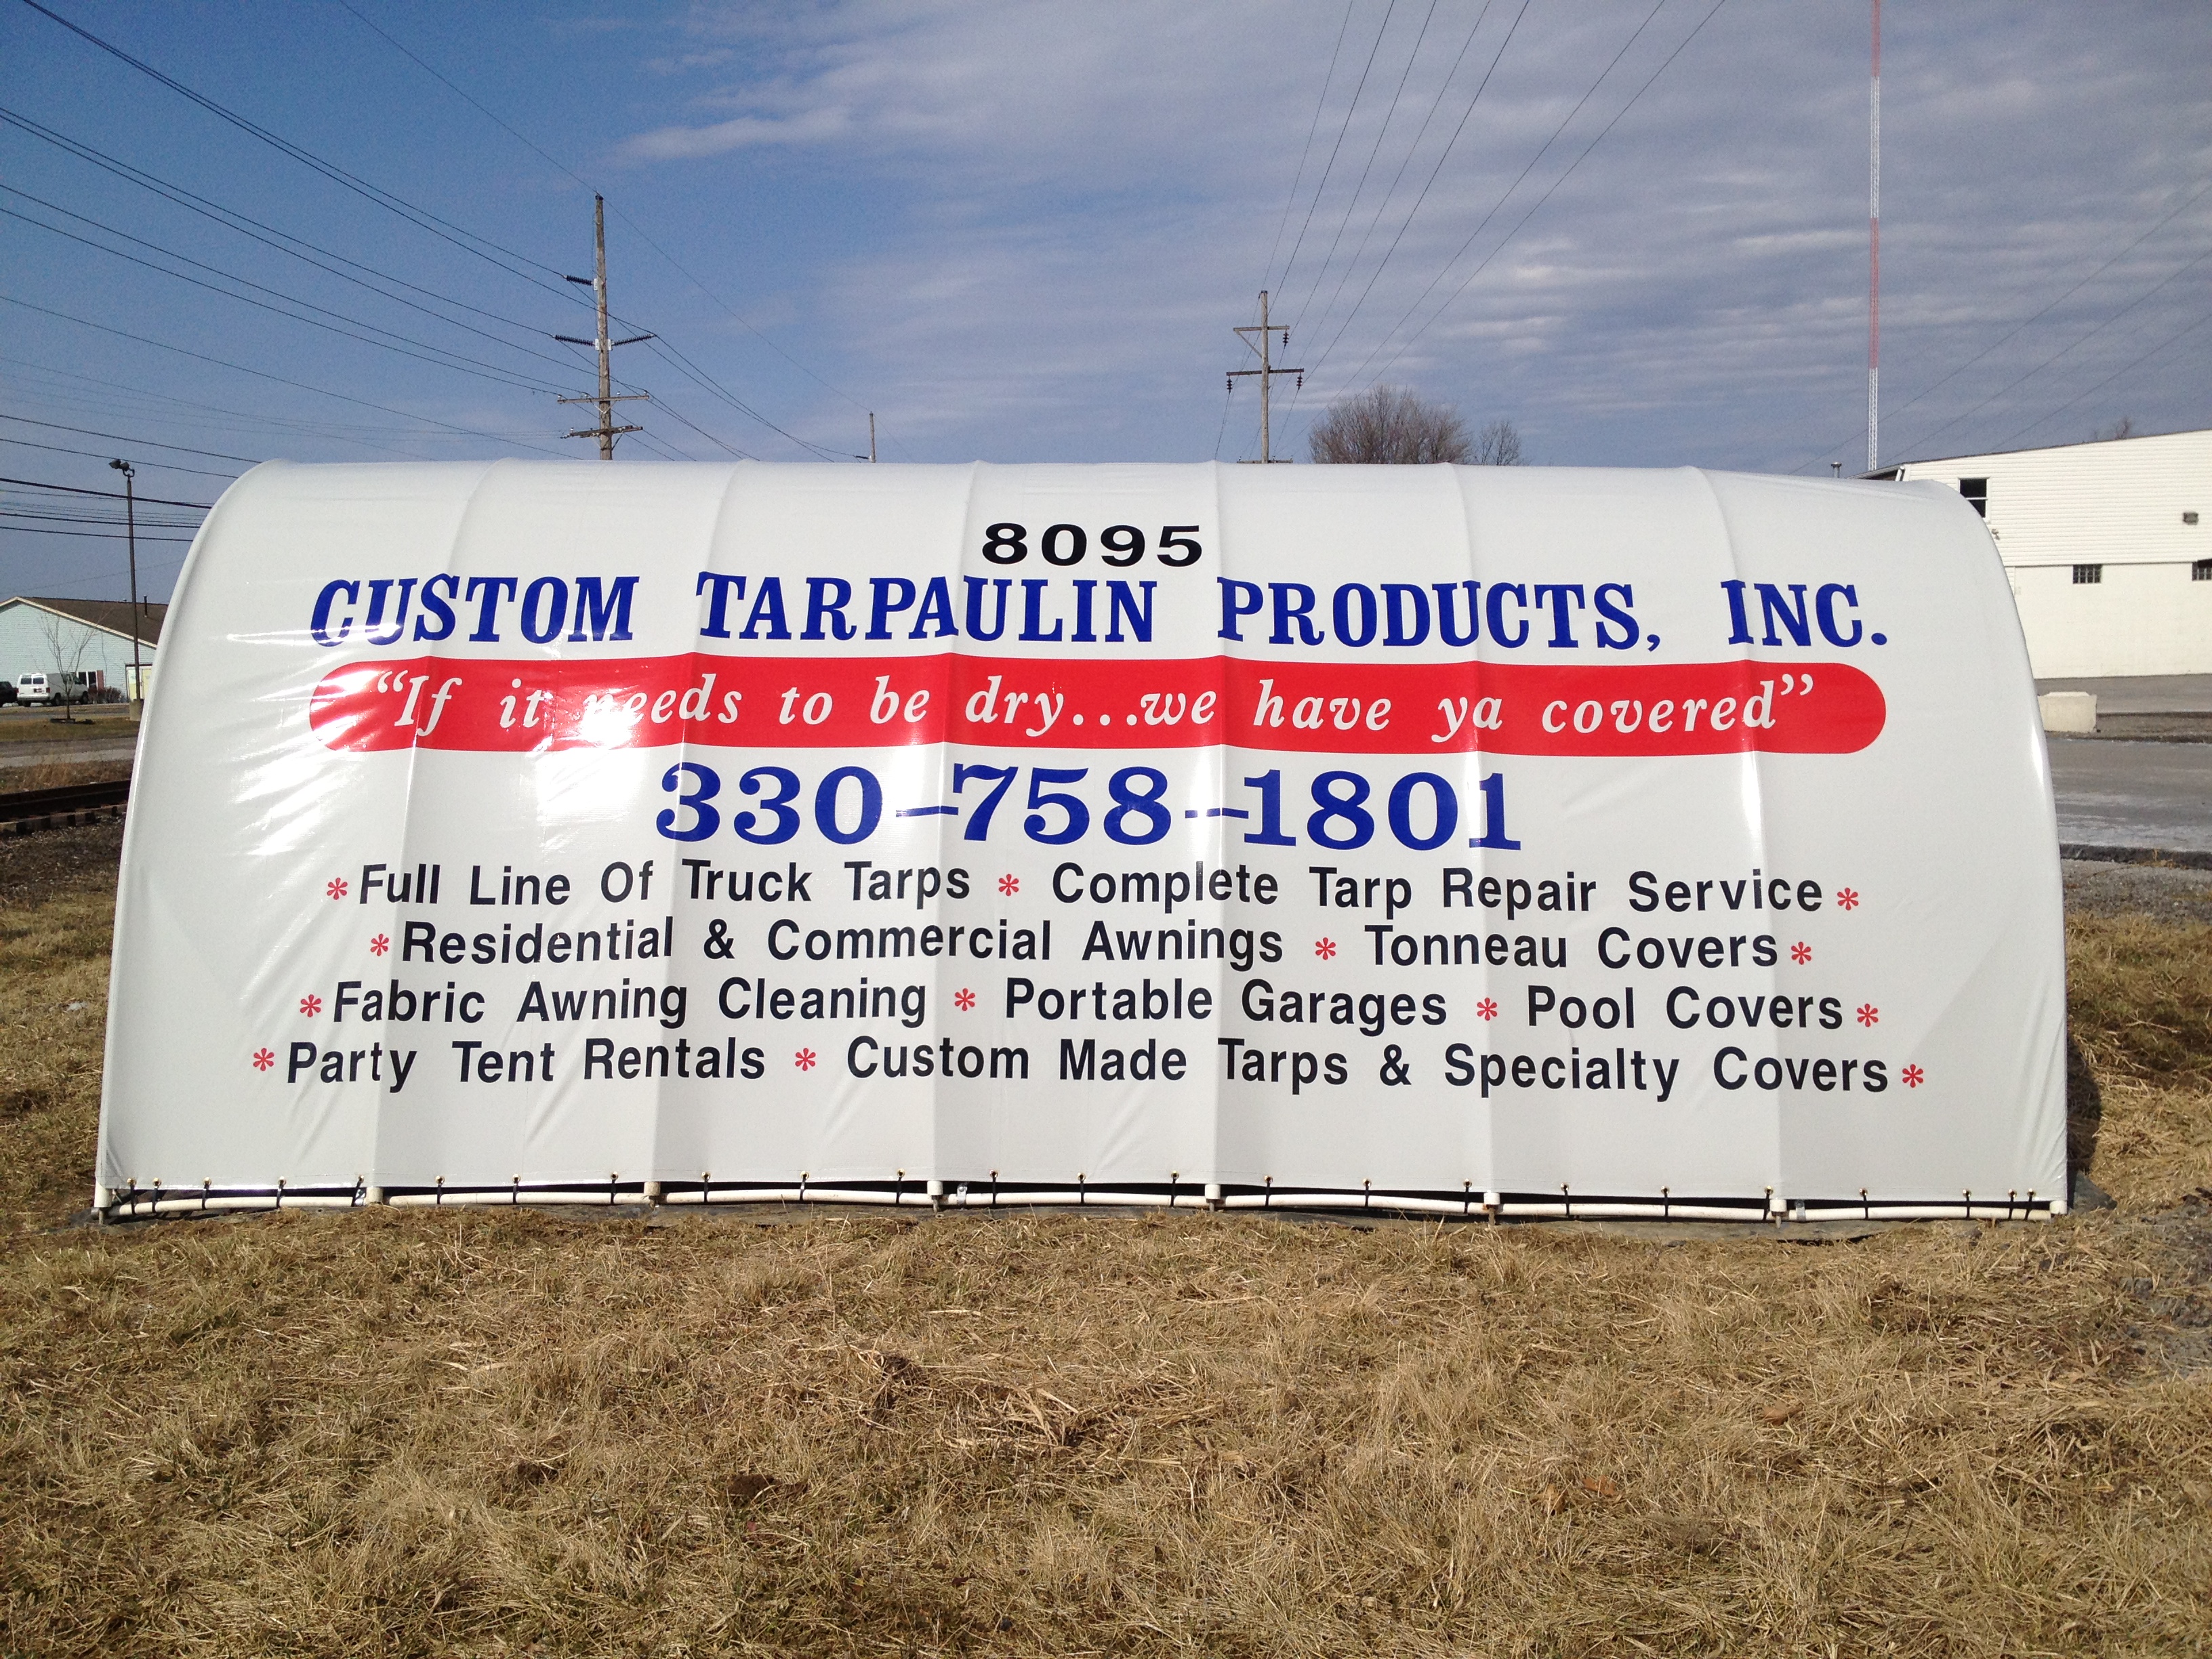 8095
CUSTOM TARPAULIN PRODUCTS, INC.
"If it needs to be dry...we have ya covered"
330-758-1801
*Full Line Of Truck Tarps * Complete Tarp Repair Service*
*Residential & Commercial Awnings * Tonneau Covers*
*Fabric Awning Cleaning * Portable Garages * Pool Covers*
*Party Tent Rentals * Custom Made Tarps & Specialty Covers*